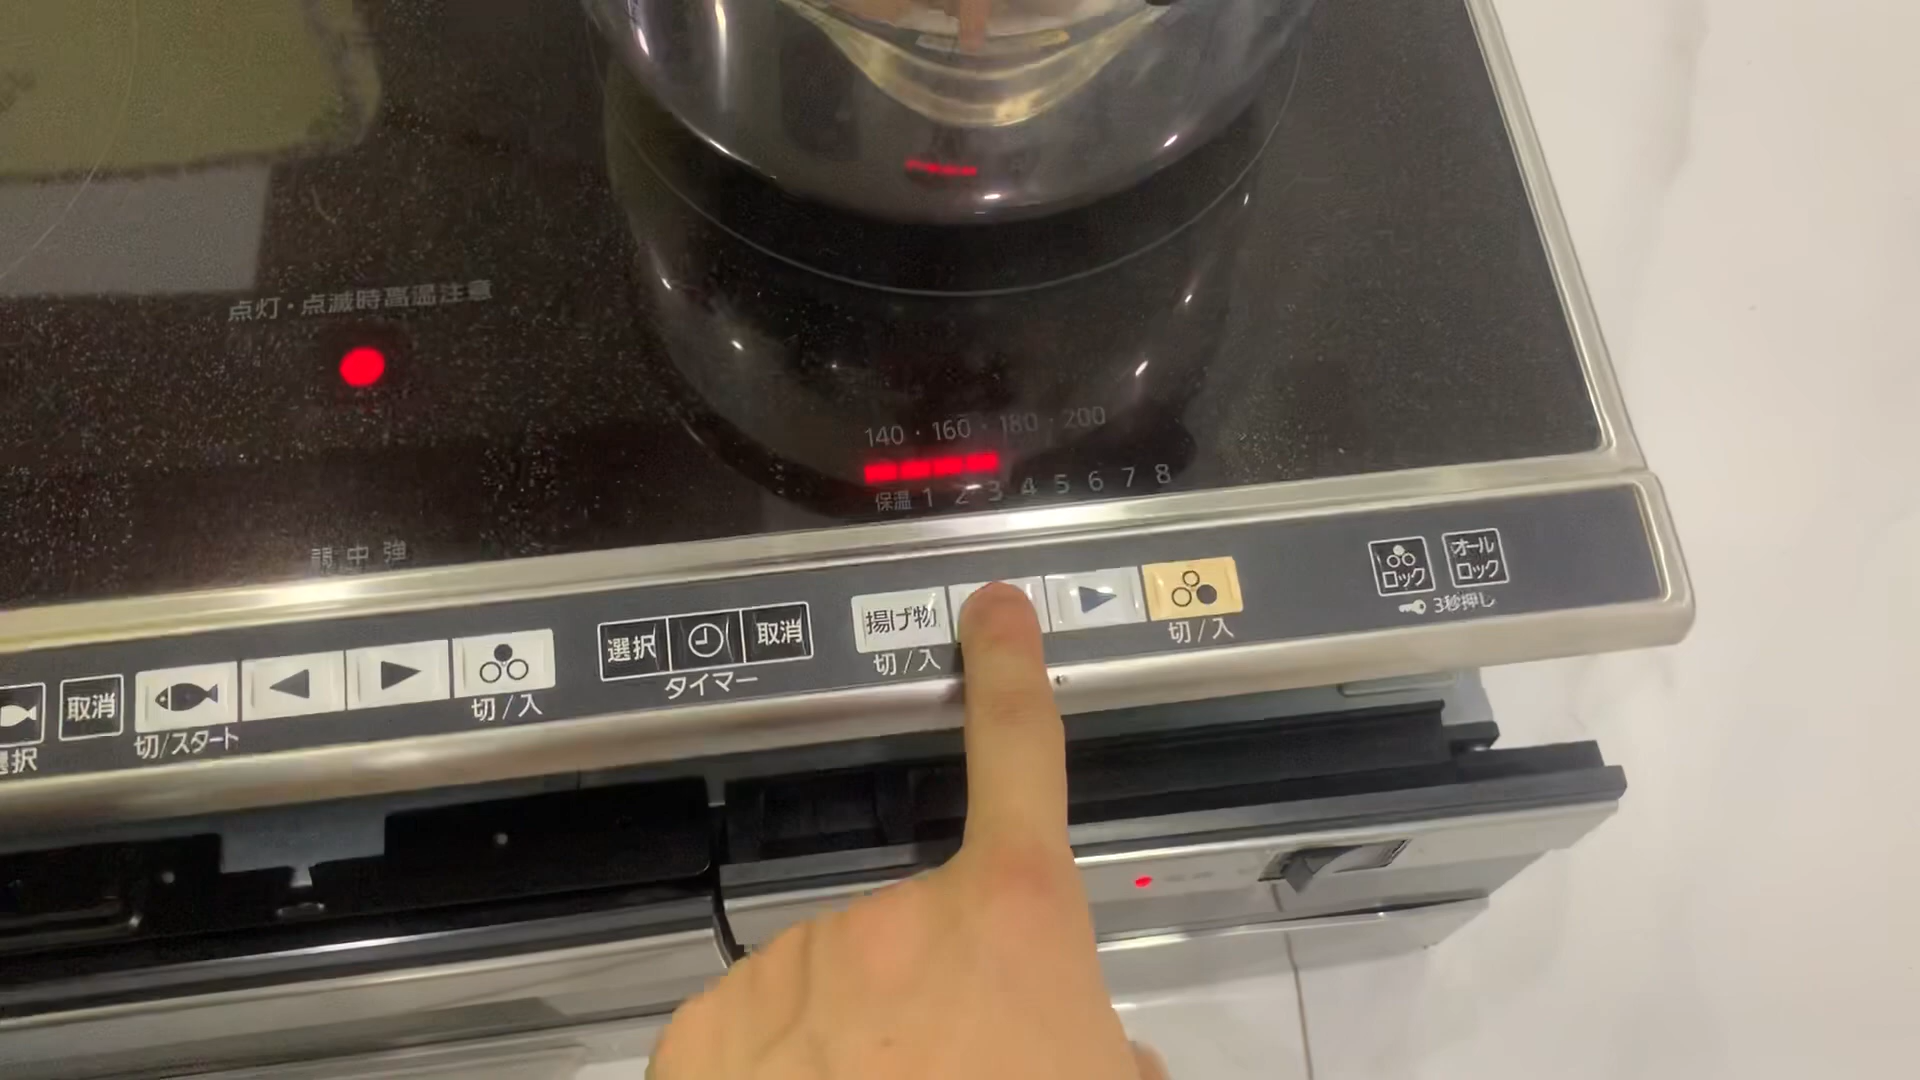 点灯・点滅時高温注意
140・160・180・200
保温 1 2 3 4 5 6 7 8
中 強
オール
ロック
ロック
3秒押し
揚げ物
切/入
切/入
選択
取消
タイマー
切/入
取消
切/スタート
選択